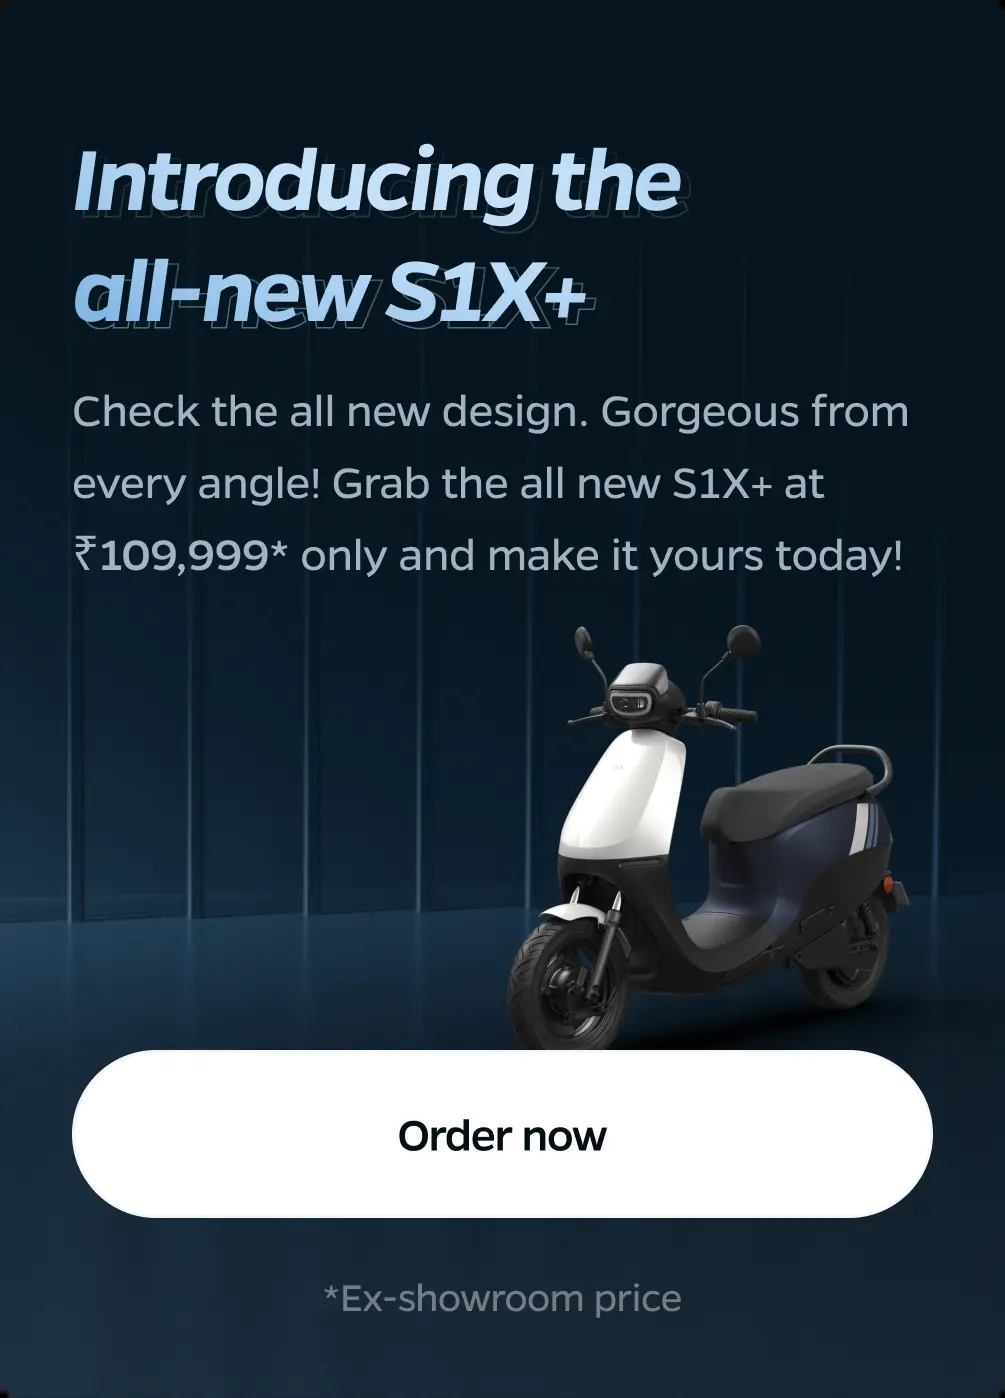 Introducing the
all-new S1X+
Check the all new design. Gorgeous from
every angle! Grab the all new S1X+ at
₹109,999* only and make it yours today!
Order now
*Ex-showroom price